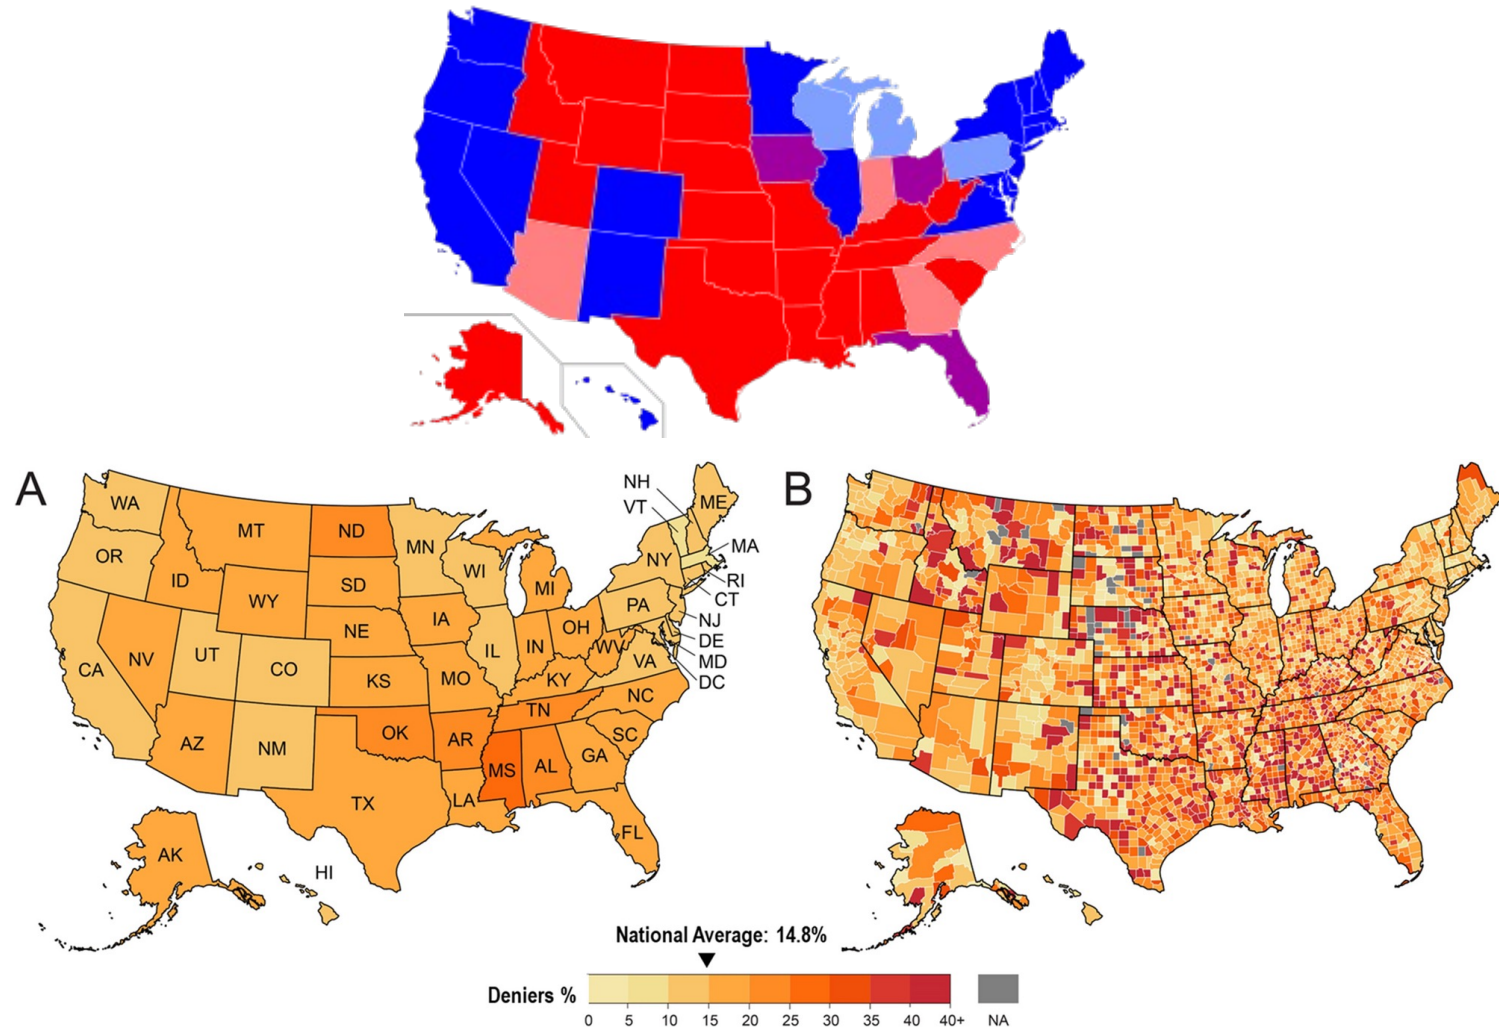 A
B
WA
MT
ND
MN
NH
VT
ME
OR
ID
SD
WI
NY
MA
WY
MI
RI
IA
PA
CT
NE
OH
NJ
NV
UT
CO
IL
IN
WV
DE
CA
VA
MD
KS
MO
KY
DC
NC
TN
AZ
NM
OK
AR
SC
MS
AL
GA
TX
LA
FL
AK
HI
National Average: 14.8%
Deniers %
0 5 10 15 20 25 30 35 40 40+ NA